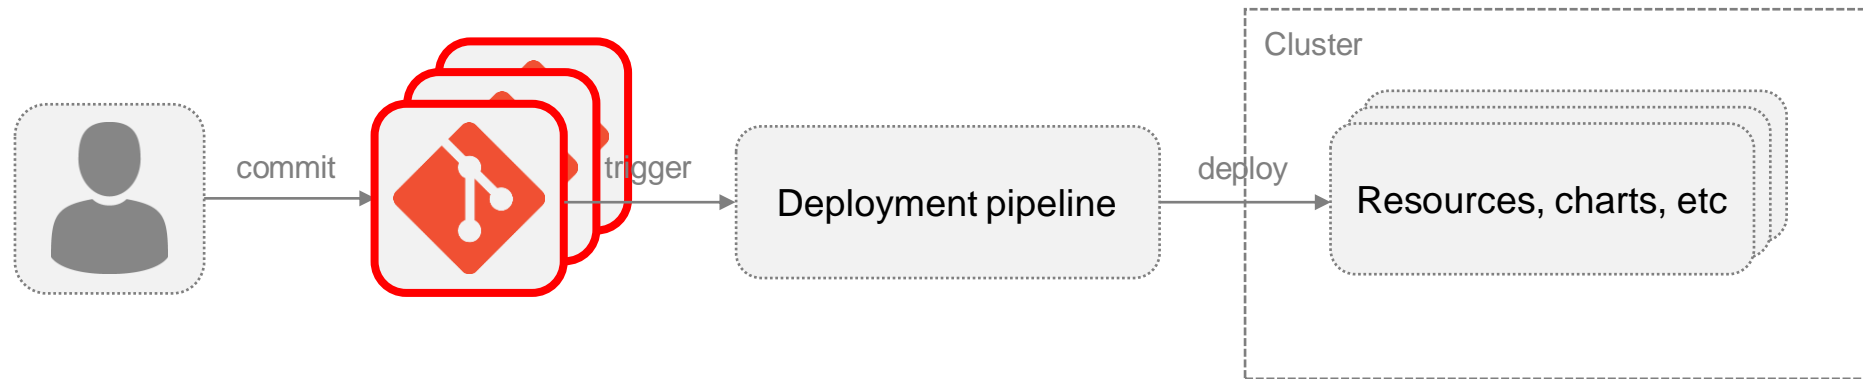 Cluster
commit
trigger
deploy
Deployment pipeline
Resources, charts, etc